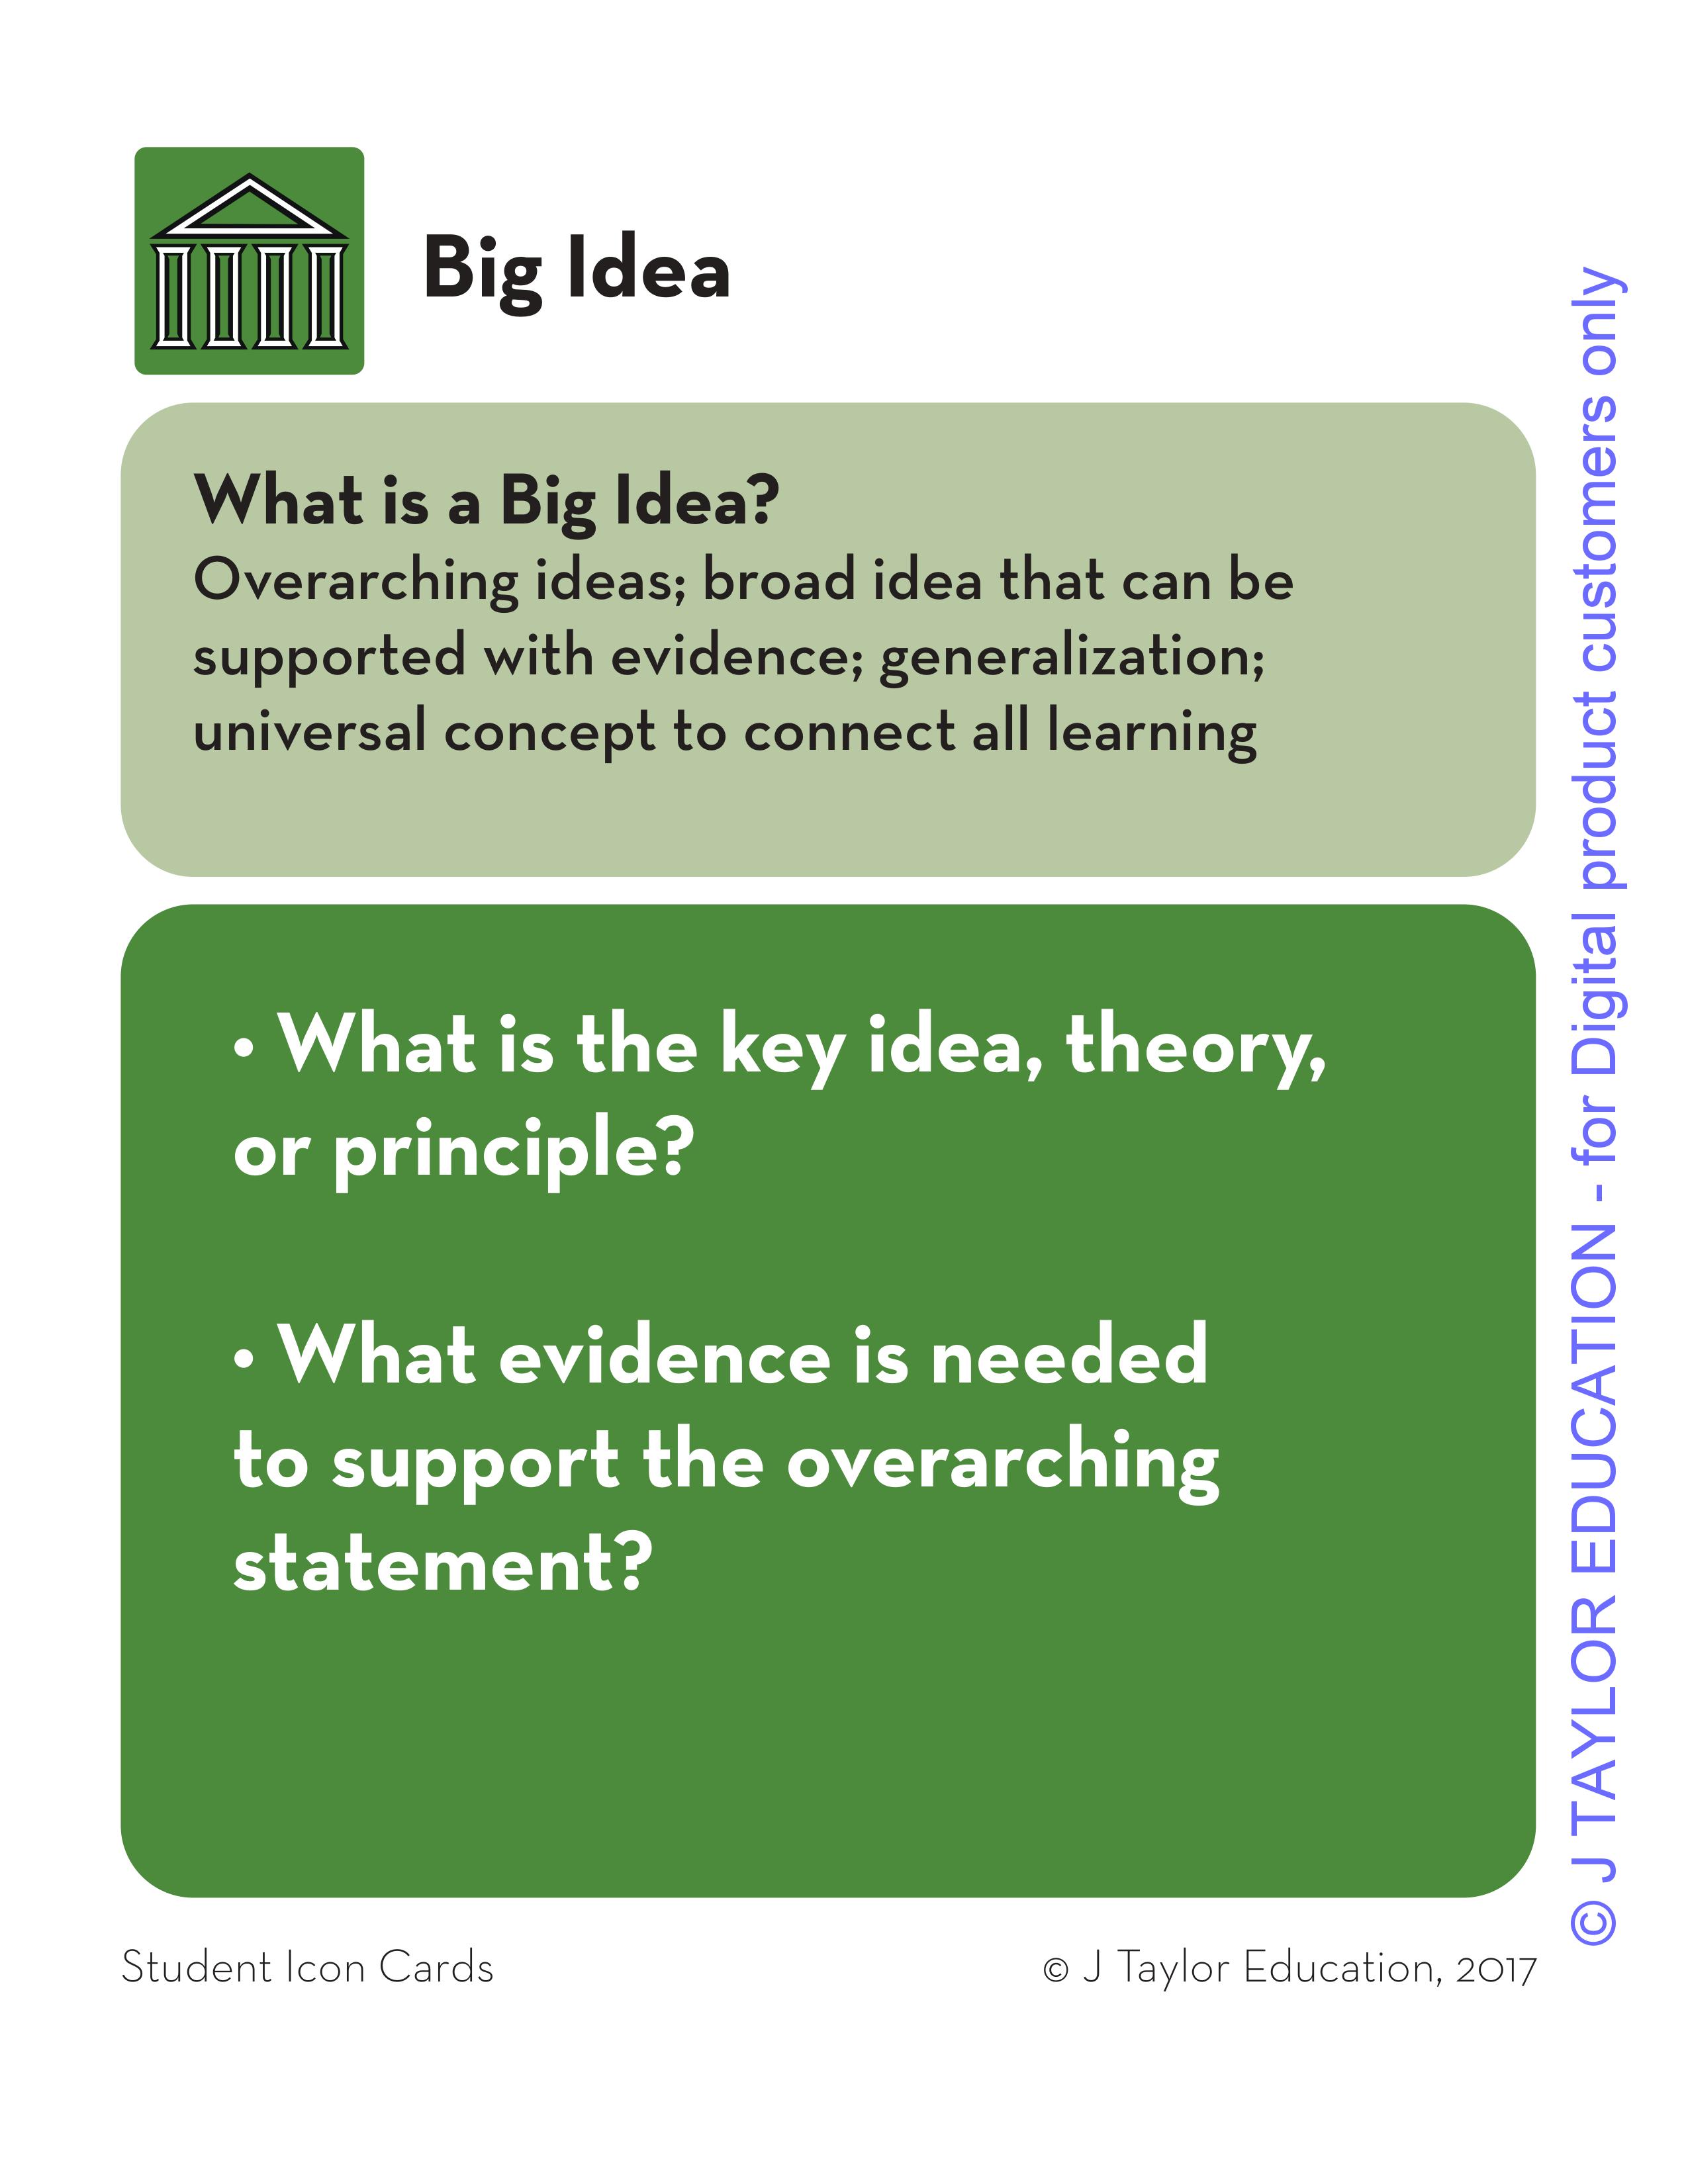 Big Idea
What is a Big Idea?
Overarching ideas; broad idea that can be
supported with evidence; generalization;
universal concept to connect all learning
• What is the key idea, theory,
or principle?
• What evidence is needed
to support the overarching
statement?
Student Icon Cards
© J Taylor Education, 2017
© J TAYLOR EDUCATION - for Digital product customers only